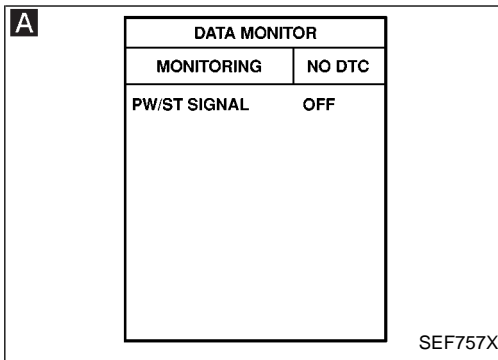 A
DATA MONITOR
MONITORING NO DTC
PW/ST SIGNAL OFF
SEF757X